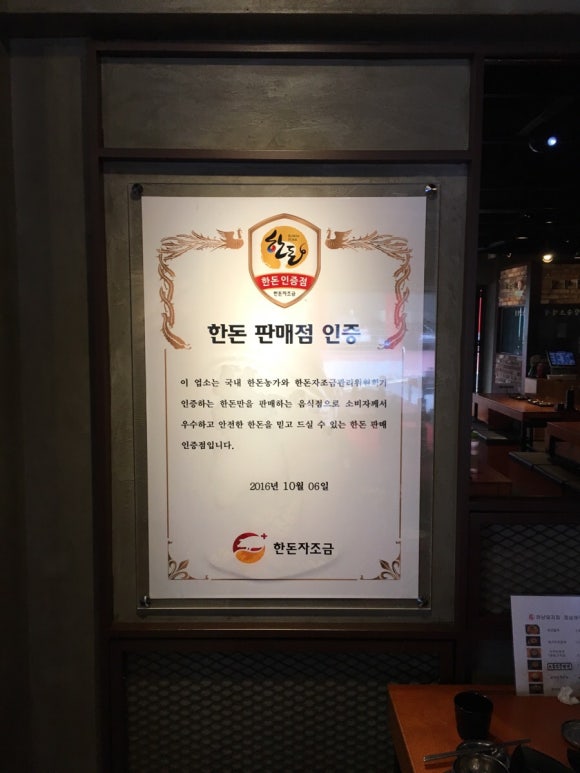 한돈
한돈인증점
한돈자조금
한돈 판매점 인증
이 업소는 국내 한돈농가와 한돈자조금관리위원회가
인증하는 한돈만을 판매하는 음식점으로 소비자께서
우수하고 안전한 한돈을 믿고 드실 수 있는 한돈 판매
인증점입니다.
2016년 10월 06일
한돈자조금